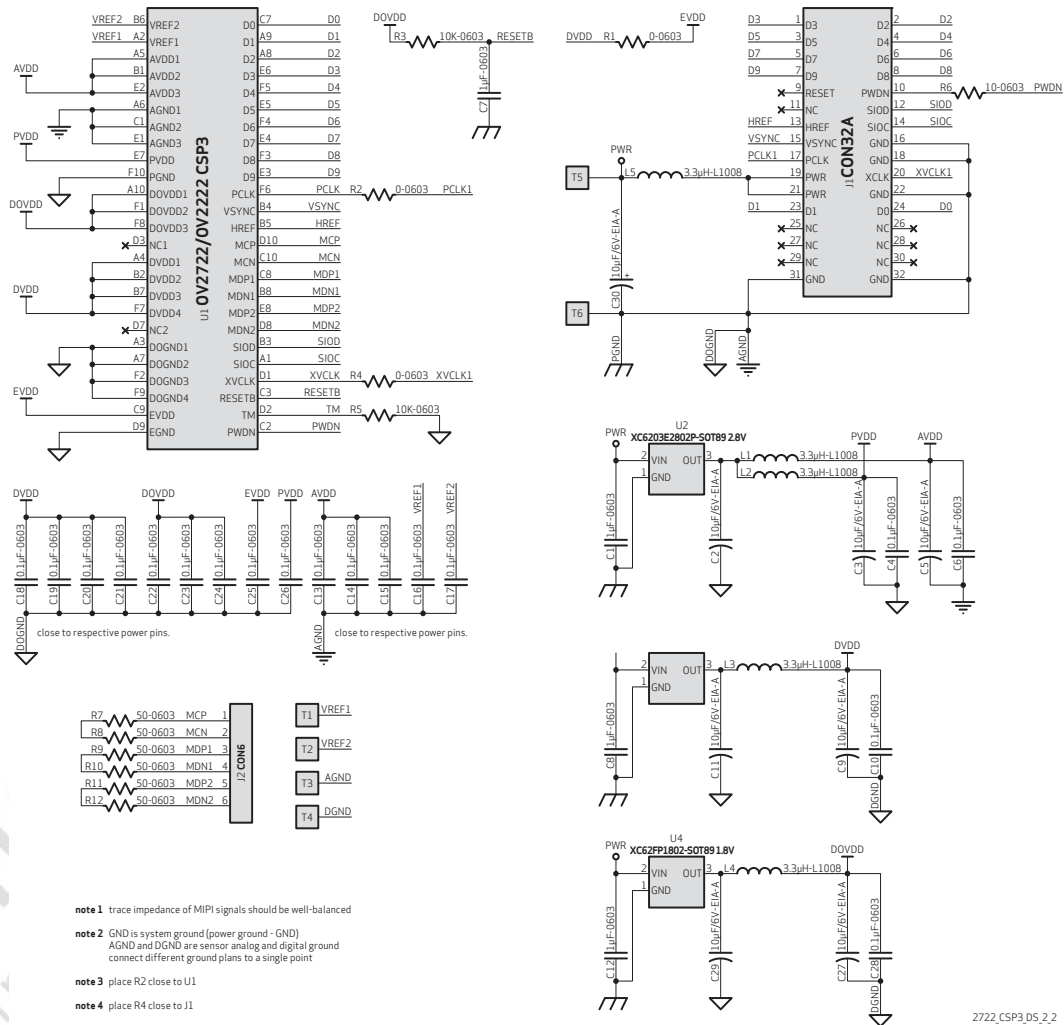 VREF2 B6 VREF2 D0 C7 D0
VREF1 A2 VREF1 D1 A9 D1
A5 AVDD1 D2 A8 D2
AVDD B1 AVDD2 D3 E6 D3
E2 AVDD3 D4 F5 D4
A6 AGND1 D5 E5 D5
C1 AGND2 D6 F4 D6
E1 AGND3 D7 E4 D7
PVDD E7 PVDD D8 F3 D8
F10 PGND D9 E3 D9
A10 DOVDD1 PCLK F6 PCLK R2 0-0603 PCLK1
DOVDD F1 DOVDD2 VSYNC B4 VSYNC
F8 DOVDD3 HREF B5 HREF
D3 NC1 MCP D10 MCP
A4 DVDD1 MCN C10 MCN
B2 DVDD2 MDP1 C8 MDP1
DVDD B7 DVDD3 MDN1 B8 MDN1
F7 DVDD4 MDP2 E8 MDP2
D7 NC2 MDN2 D8 MDN2
A3 DOGND1 SIOD B3 SIOD
A7 DOGND2 SIOC A1 SIOC
F2 DOGND3 XVCLK D1 XVCLK R4 0-0603 XVCLK1
EVDD F9 DOGND4 RESETB C3 RESETB
C9 EVDD TM D2 TM R5 10K-0603
D9 EGND PWDN C2 PWDN
U1 OV2722/OV2222 CSP3
DOVDD
R3 10K-0603 RESETB
C7 1µF-0603
EVDD
DVDD R1 0-0603
D3 1 D3 D2 2 D2
D5 3 D5 D4 4 D4
D7 5 D7 D6 6 D6
D9 7 D9 D8 8 D8
9 RESET PWDN 10 R6 10-0603 PWDN
11 NC SIOD 12 SIOD
HREF 13 HREF SIOC 14 SIOC
VSYNC 15 VSYNC GND 16
PCLK1 17 PCLK GND 18
19 PWR XCLK 20 XVCLK1
21 PWR GND 22
D1 23 D1 D0 24 D0
25 NC NC 26
27 NC NC 28
29 NC NC 30
31 GND GND 32
J1 CON32A
PWR
T5 L5 3.3µH-L1008
C30 10µF/6V-EIA-A +
T6
PGND DOGND AGND
DVDD DOVDD EVDD PVDD AVDD VREF1 VREF2
C18 0.1µF-0603
C19 0.1µF-0603
C20 0.1µF-0603
C21 0.1µF-0603
C22 0.1µF-0603
C23 0.1µF-0603
C24 0.1µF-0603
C25 0.1µF-0603
C26 0.1µF-0603
C13 0.1µF-0603
C14 0.1µF-0603
C15 0.1µF-0603
C16 0.1µF-0603
C17 0.1µF-0603
DOGND close to respective power pins.
AGND close to respective power pins.
U2
PWR XC6203E2802P-SOT89 2.8V PVDD AVDD
2 VIN OUT 3 L1 3.3µH-L1008
1 GND L2 3.3µH-L1008
C1 1µF-0603
C2 10µF/6V-EIA-A
C3 10µF/6V-EIA-A
C4 0.1µF-0603
C5 10µF/6V-EIA-A
C6 0.1µF-0603
DVDD
2 VIN OUT 3 L3 3.3µH-L1008
1 GND
C8 1µF-0603
C11 10µF/6V-EIA-A
C9 10µF/6V-EIA-A
C10 0.1µF-0603
DGND
R7 50-0603 MCP 1
R8 50-0603 MCN 2
R9 50-0603 MDP1 3
R10 50-0603 MDN1 4
R11 50-0603 MDP2 5
R12 50-0603 MDN2 6
J2 CON6
T1 VREF1
T2 VREF2
T3 AGND
T4 DGND
U4
PWR XC62FP1802-SOT89 1.8V DOVDD
2 VIN OUT 3 L4 3.3µH-L1008
1 GND
C12 1µF-0603
C29 10µF/6V-EIA-A
C27 10µF/6V-EIA-A
C28 0.1µF-0603
DGND
note 1 trace impedance of MIPI signals should be well-balanced
note 2 GND is system ground (power ground - GND)
AGND and DGND are sensor analog and digital ground
connect different ground plans to a single point
note 3 place R2 close to U1
note 4 place R4 close to J1
2722_CSP3_DS_2_2